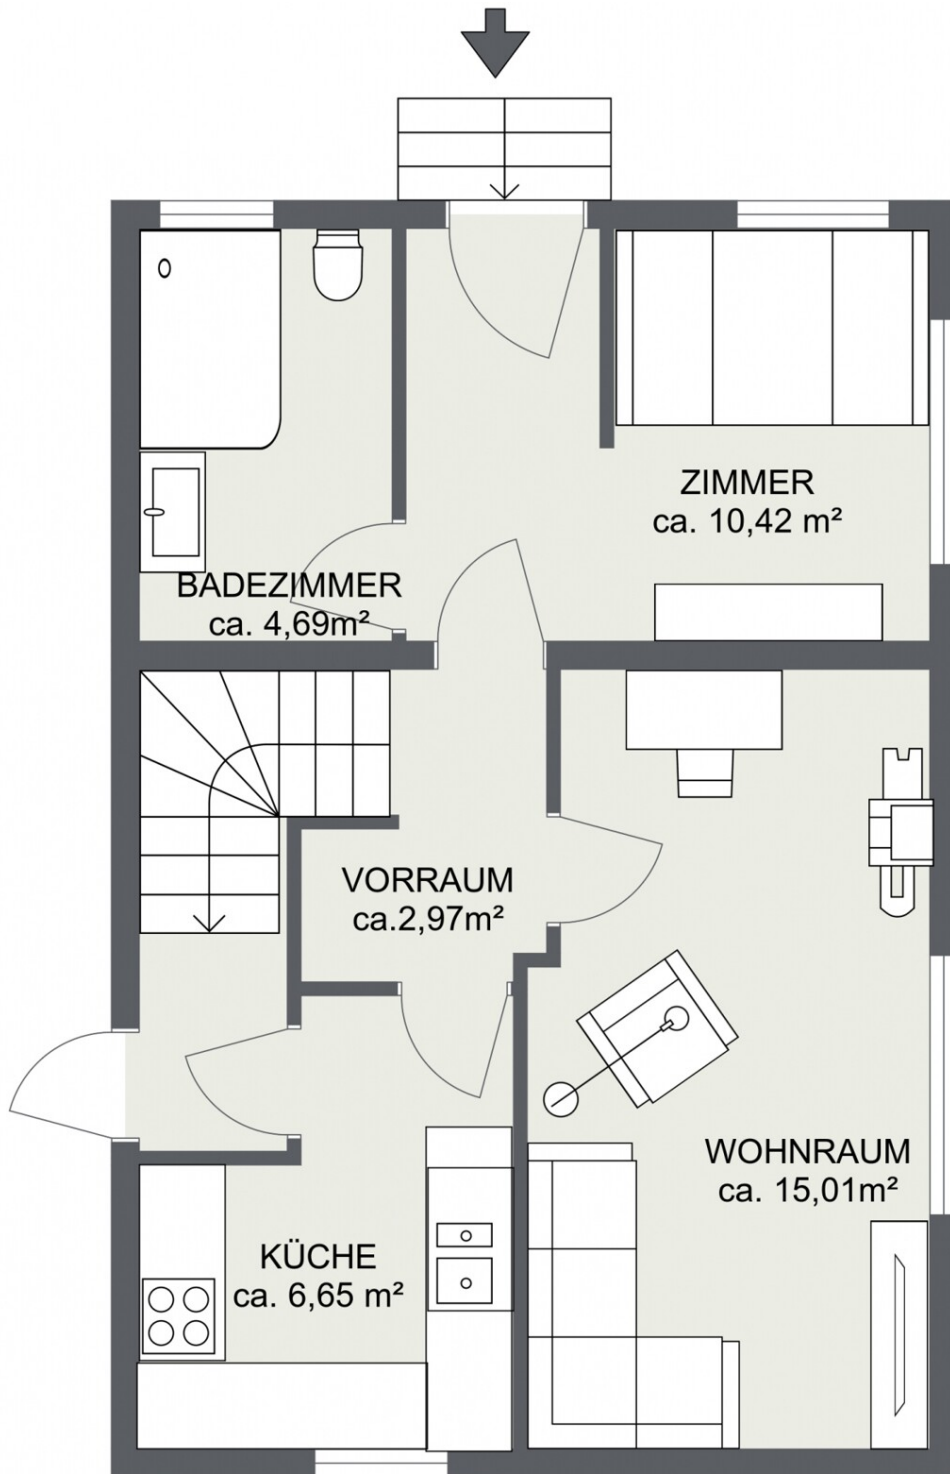 ZIMMER
ca. 10,42 m²
BADEZIMMER
ca. 4,69m²
VORRAUM
ca.2,97m²
WOHNRAUM
ca. 15,01m²
KÜCHE
ca. 6,65 m²